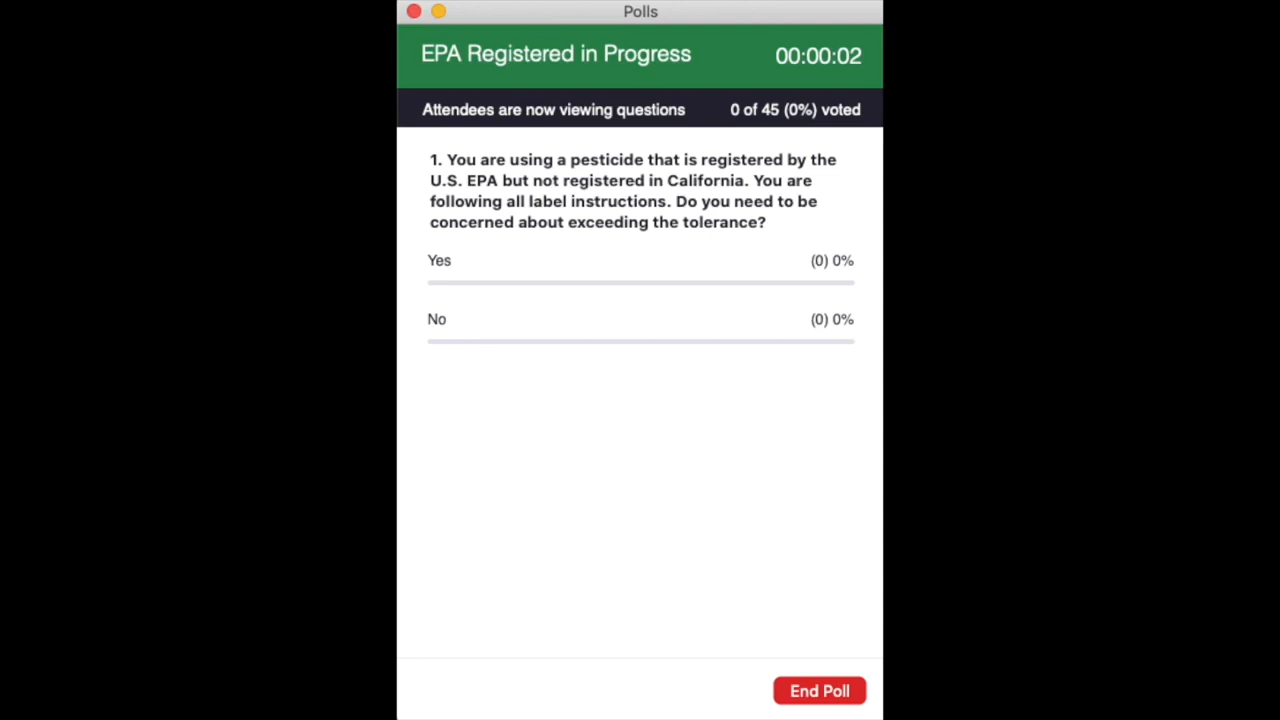 Polls
EPA Registered in Progress 00:00:02
Attendees are now viewing questions 0 of 45 (0%) voted
1. You are using a pesticide that is registered by the
U.S. EPA but not registered in California. You are
following all label instructions. Do you need to be
concerned about exceeding the tolerance?
Yes (0) 0%
No (0) 0%
End Poll